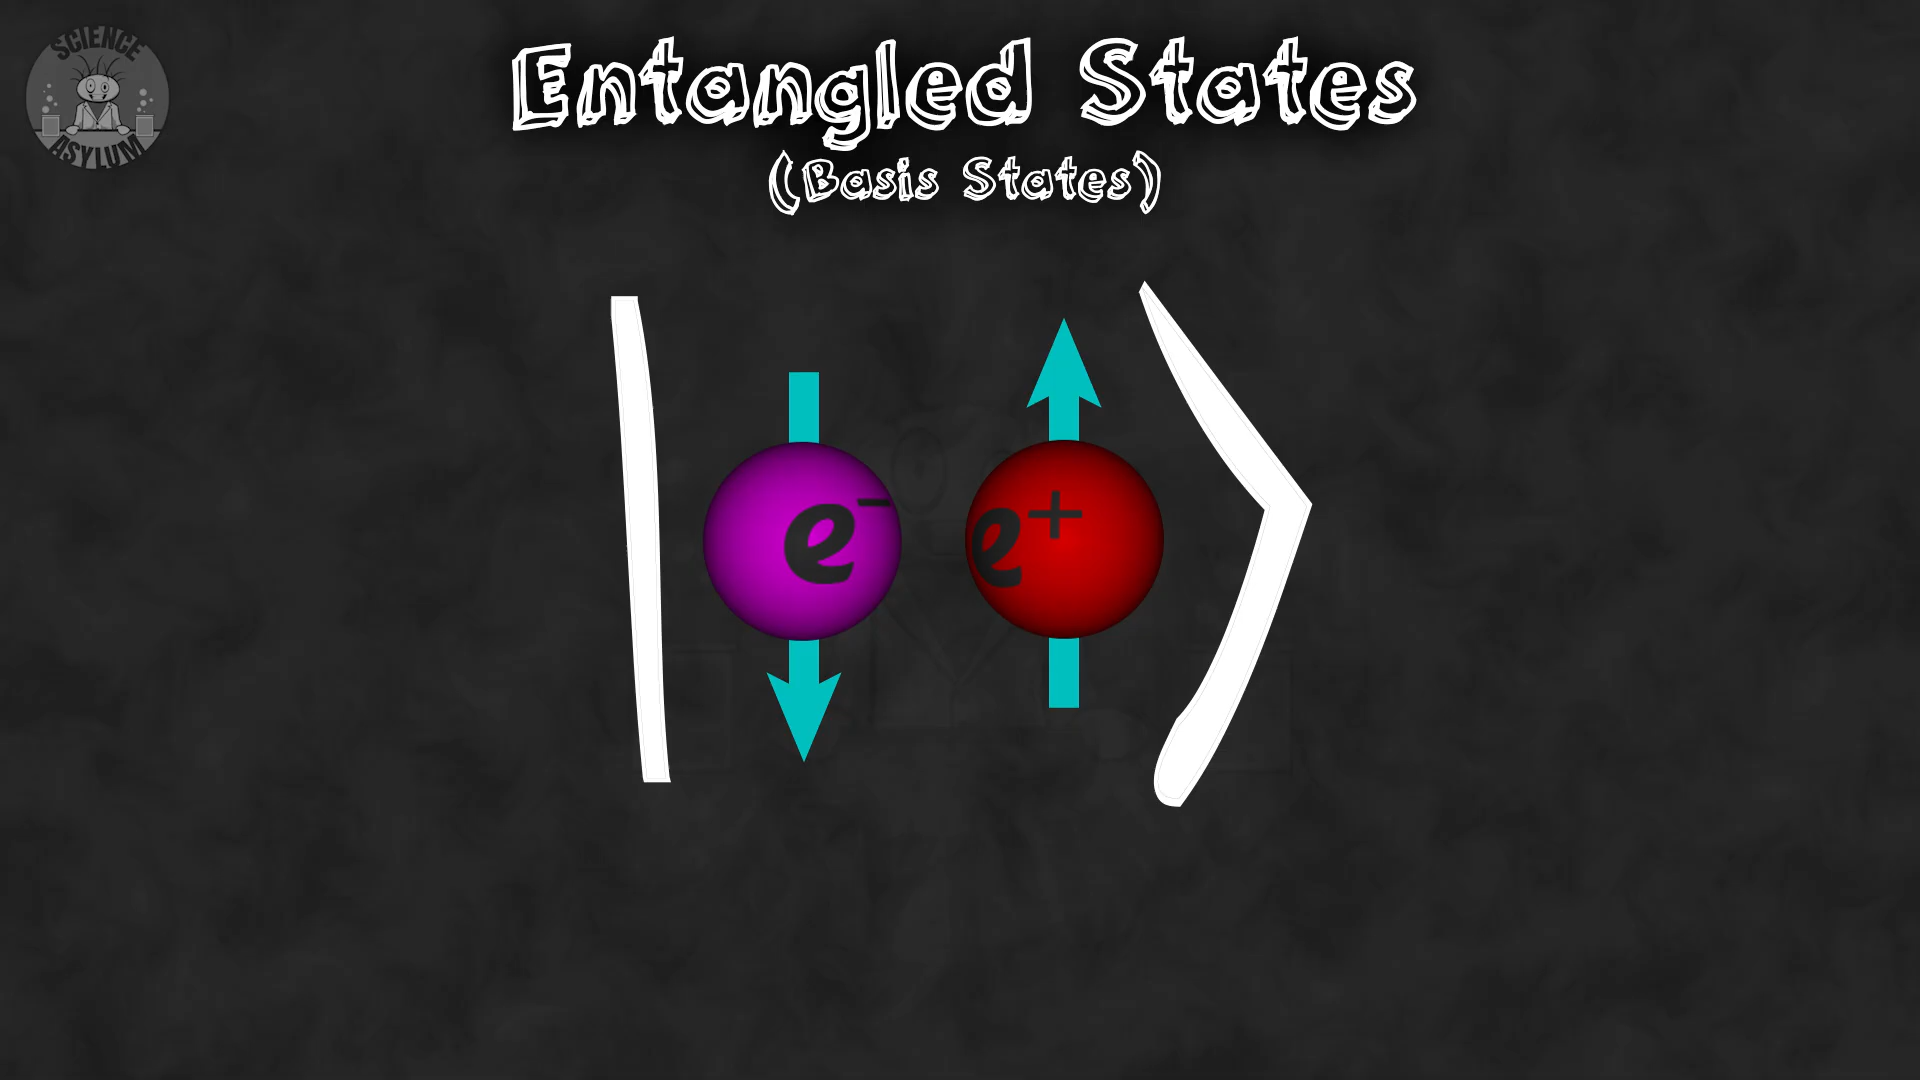 SCIENCE
ASYLUM
Entangled States
(Basis States)
e⁻ e⁺